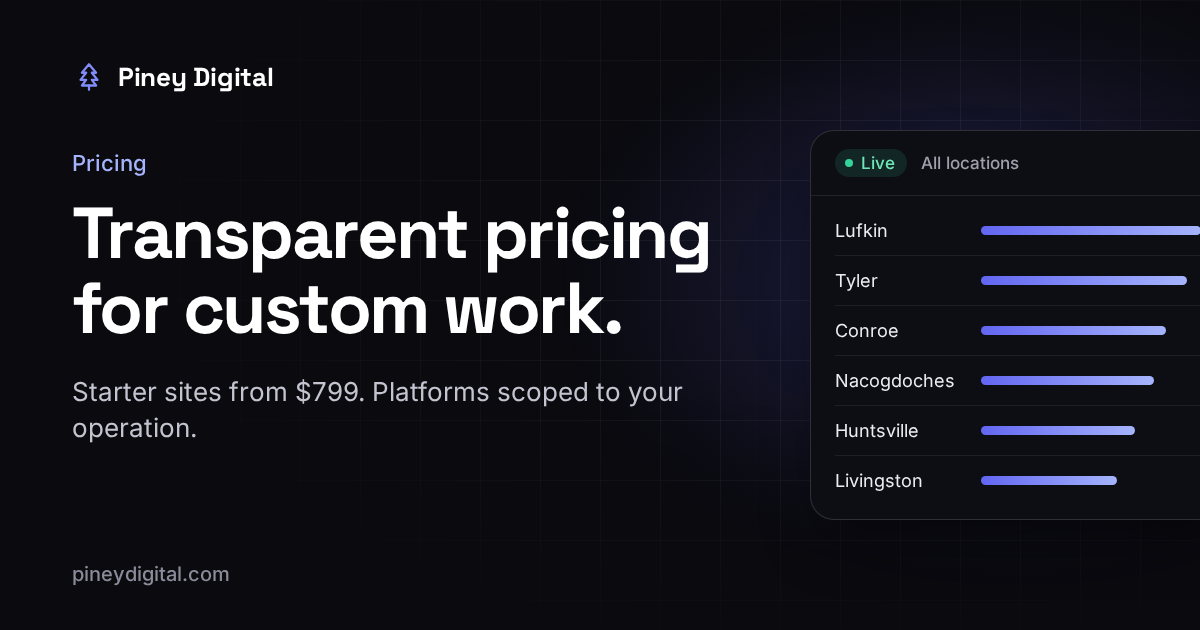 Piney Digital
Pricing
Transparent pricing
for custom work.
Starter sites from $799. Platforms scoped to your
operation.
pineydigital.com
Live All locations
Lufkin
Tyler
Conroe
Nacogdoches
Huntsville
Livingston